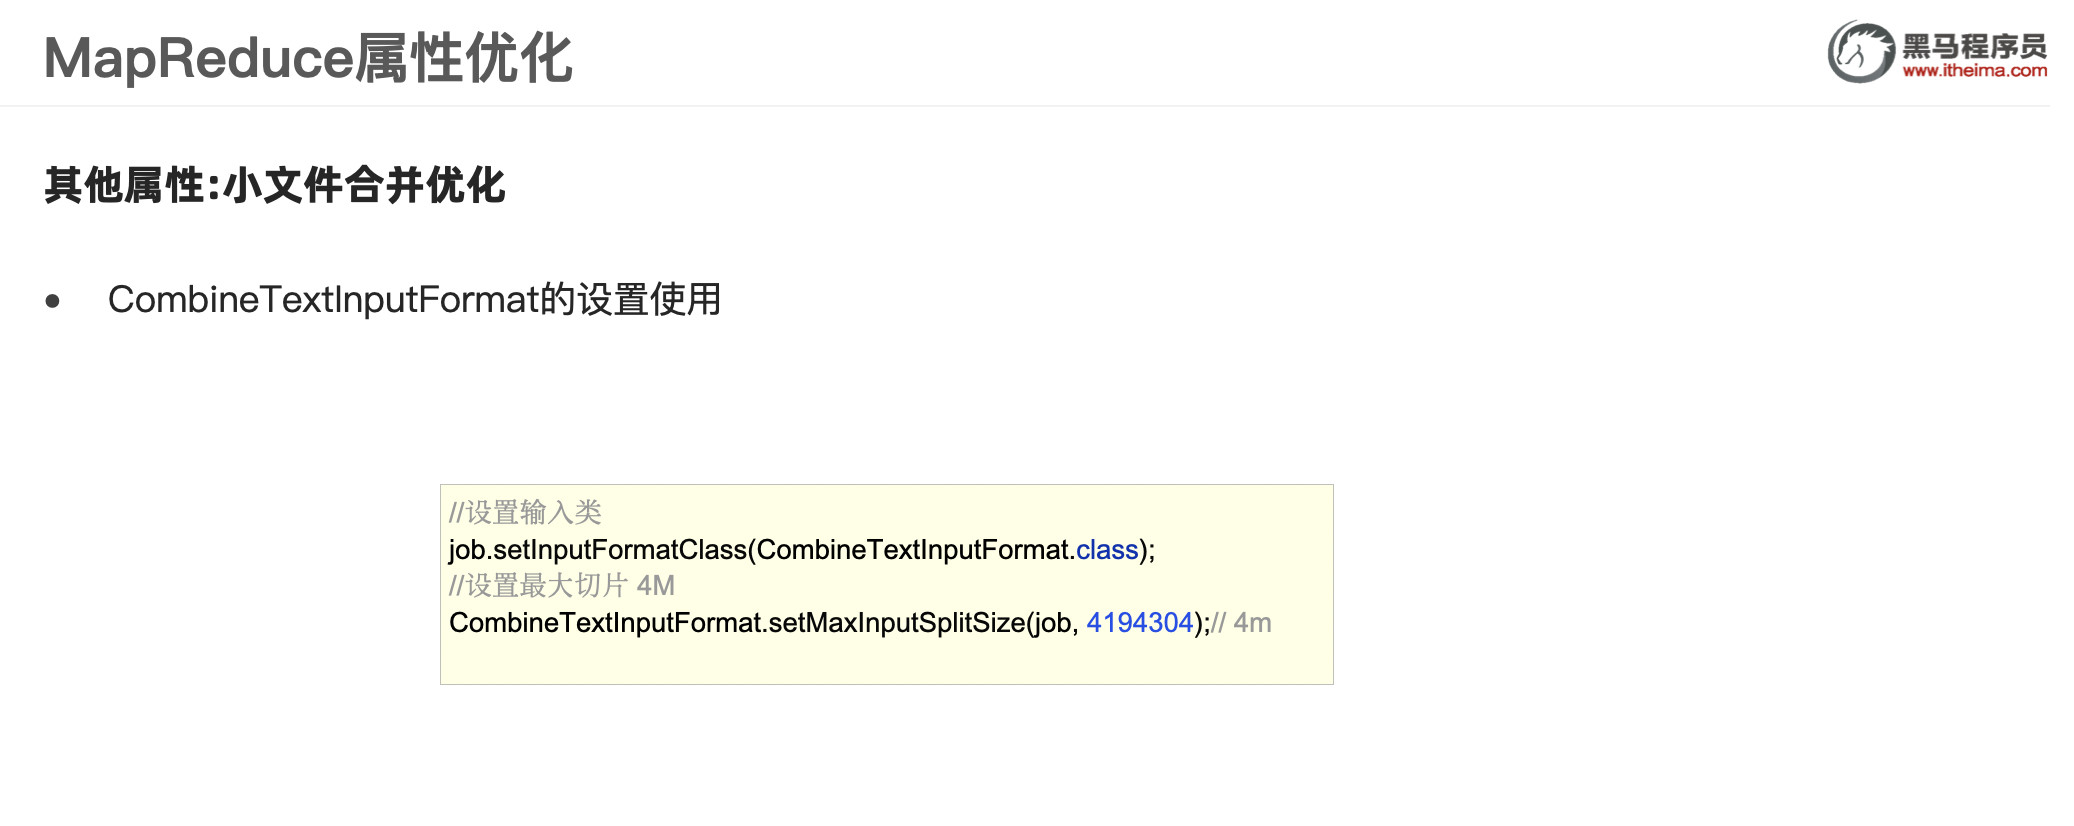 MapReduce属性优化
黑马程序员
www.itheima.com
其他属性:小文件合并优化
• CombineTextInputFormat的设置使用
//设置输入类
job.setInputFormatClass(CombineTextInputFormat.class);
//设置最大切片 4M
CombineTextInputFormat.setMaxInputSplitSize(job, 4194304);// 4m